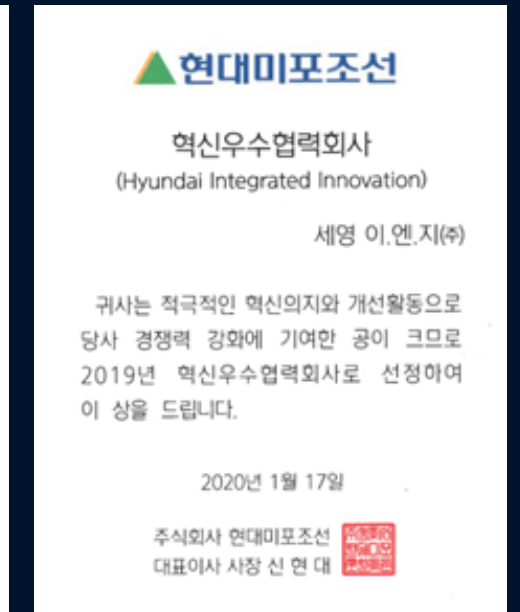 현대미포조선
혁신우수협력회사
(Hyundai Integrated Innovation)
세영 이.엔.지(주)
귀사는 적극적인 혁신의지와 개선활동으로
당사 경쟁력 강화에 기여한 공이 크므로
2019년 혁신우수협력회사로 선정하여
이 상을 드립니다.
2020년 1월 17일
주식회사 현대미포조선
대표이사 사장 신 현 대